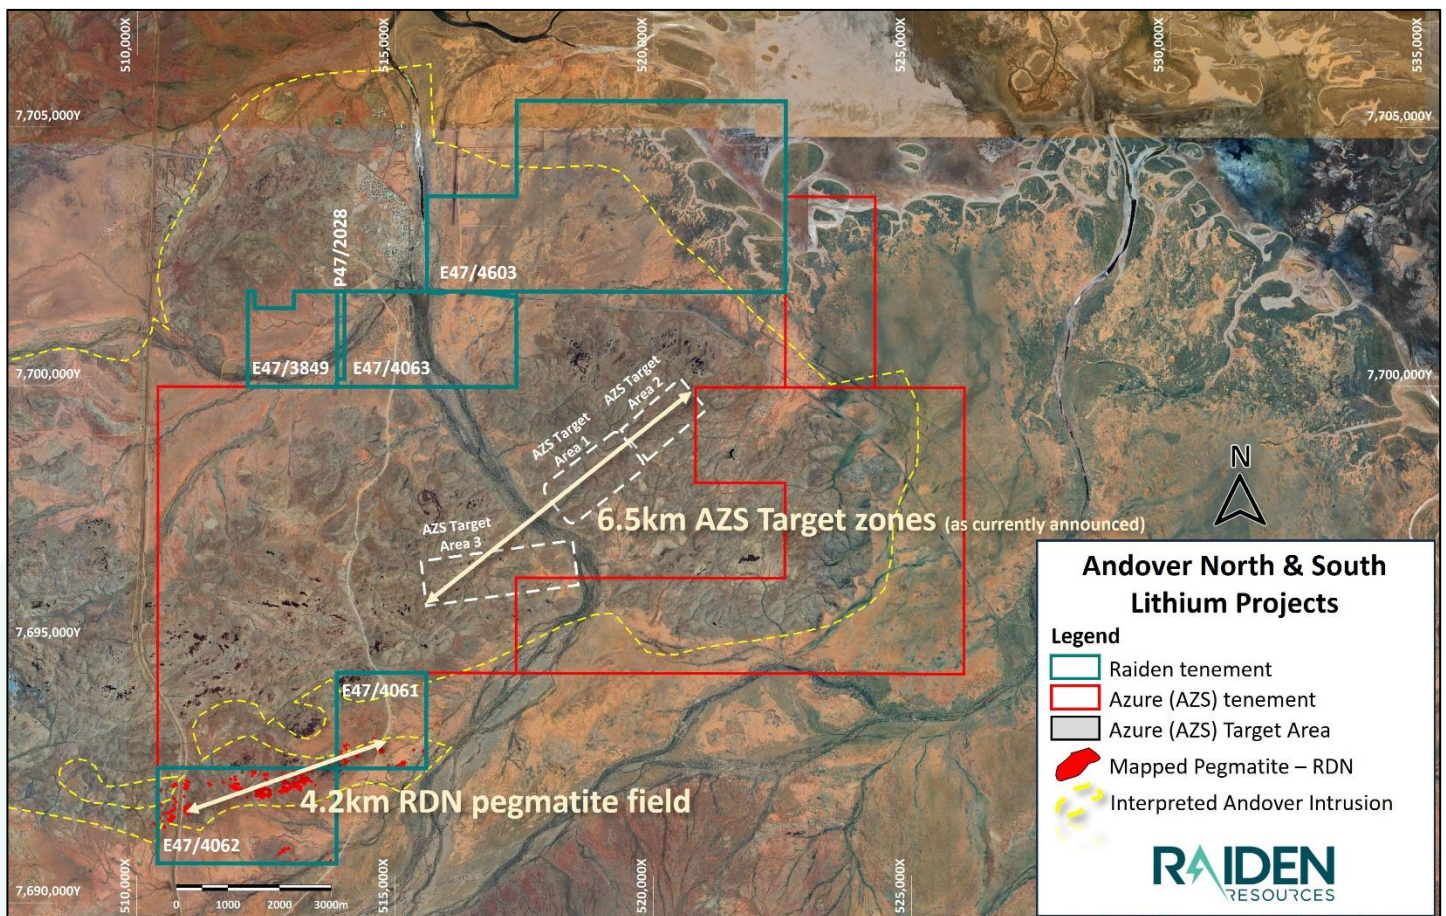 510,000X
515,000X
520,000X
525,000X
530,000X
535,000X
7,705,000Y
7,705,000Y
P47/2028
E47/4603
E47/3849
E47/4063
7,700,000Y
7,700,000Y
AZS Target
Area 2
AZS Target
Area 1
AZS Target
Area 3
6.5km AZS Target zones (as currently announced)
N
7,695,000Y
E47/4061
4.2km RDN pegmatite field
E47/4062
7,690,000Y
510,000X
515,000X
520,000X
525,000X
0 1000 2000 3000m
Andover North & South
Lithium Projects
Legend
Raiden tenement
Azure (AZS) tenement
Azure (AZS) Target Area
Mapped Pegmatite – RDN
Interpreted Andover Intrusion
RAIDEN
RESOURCES